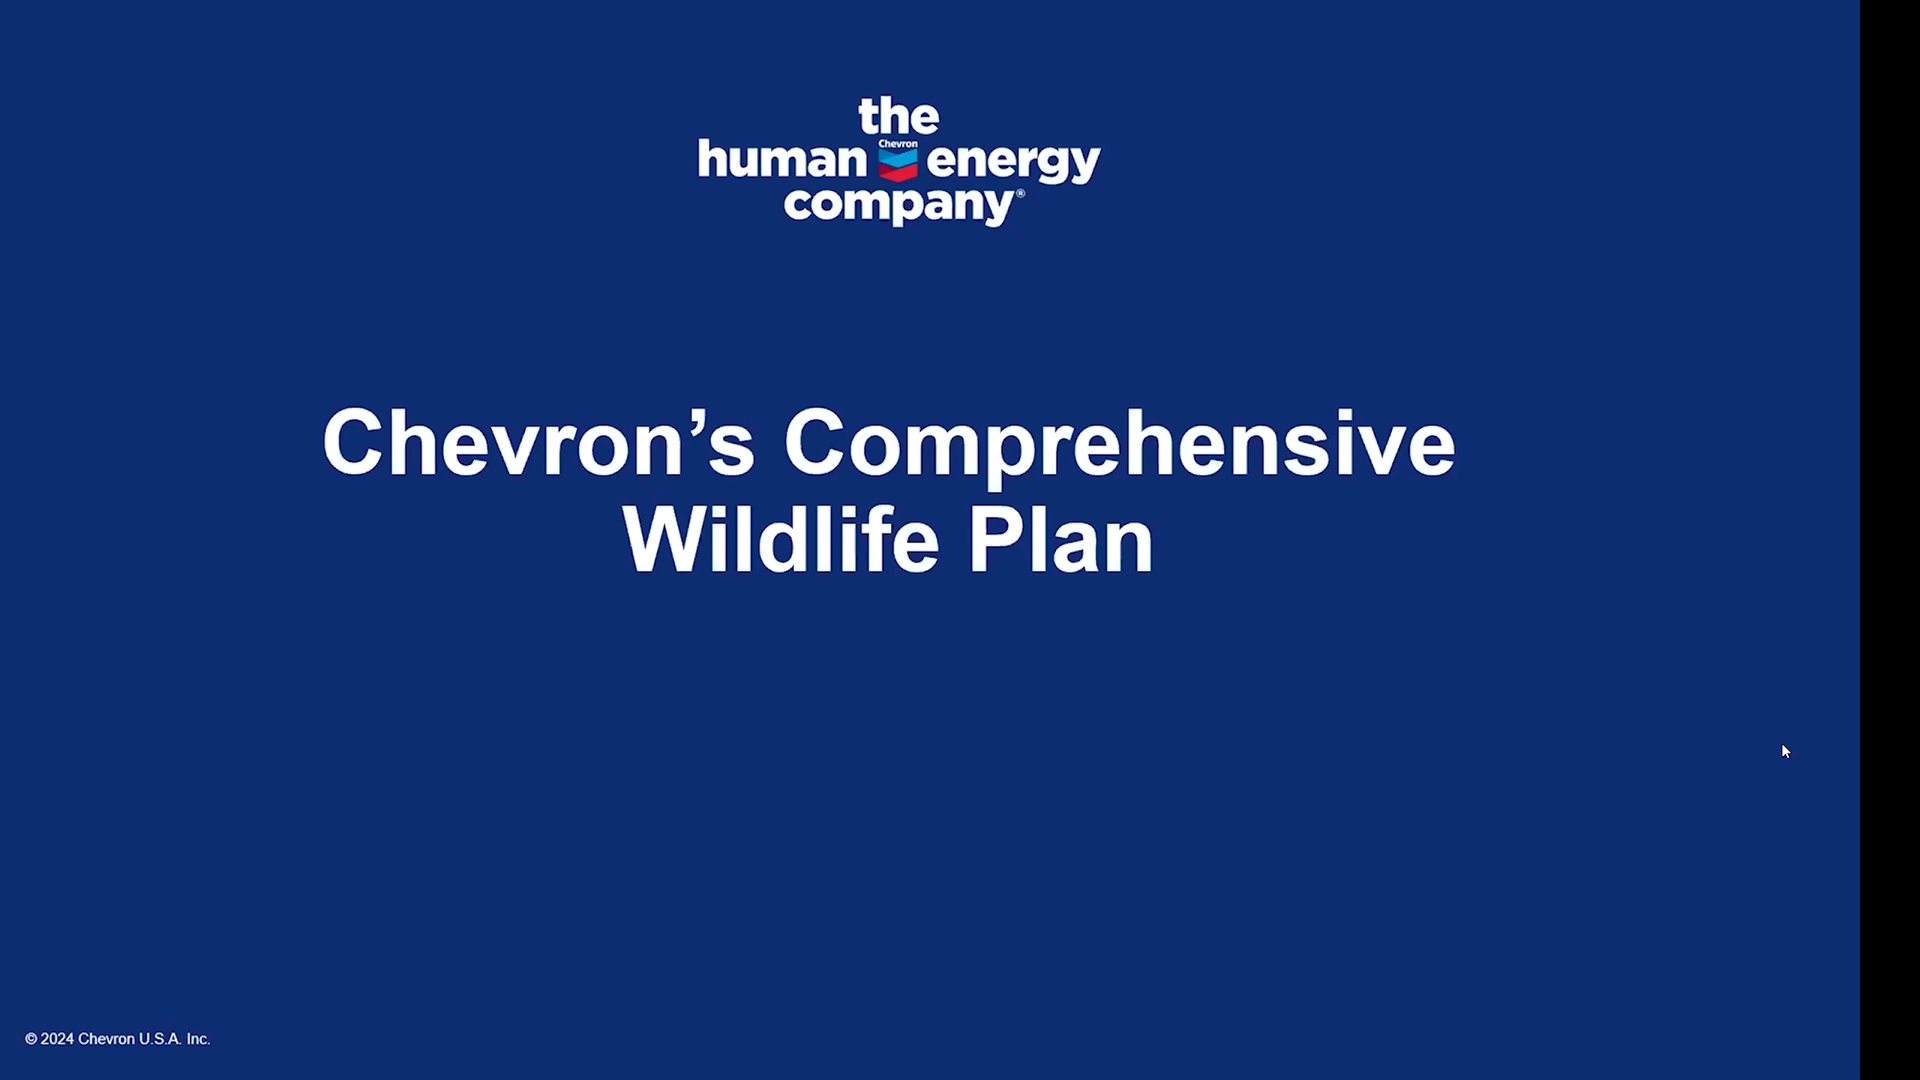 the
human Chevron energy
company®
Chevron’s Comprehensive
Wildlife Plan
© 2024 Chevron U.S.A. Inc.